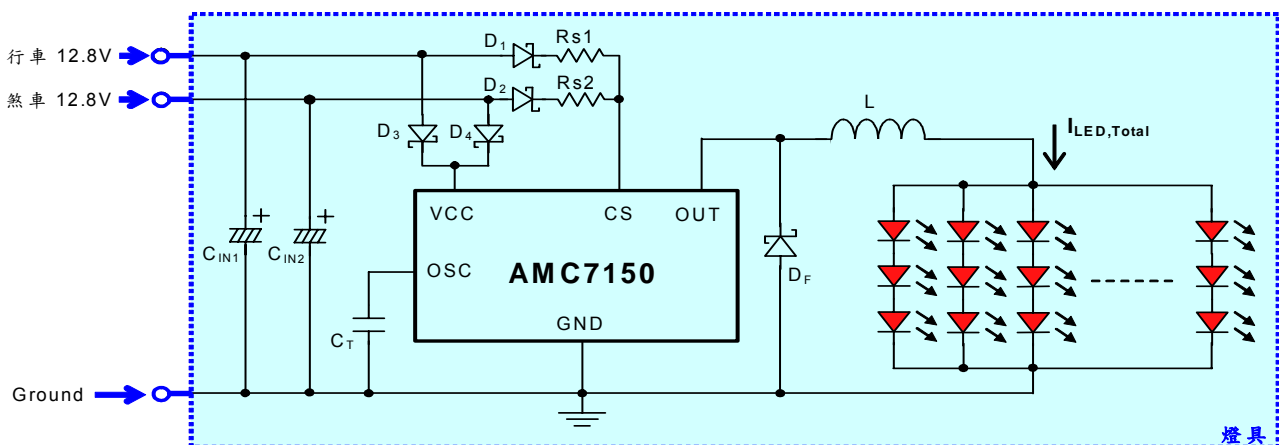 行車 12.8V
煞車 12.8V
D1
Rs1
D2
Rs2
D3
D4
L
ILED,Total
VCC
CS
OUT
CIN1
+
CIN2
+
OSC
AMC7150
DF
GND
CT
Ground
燈具